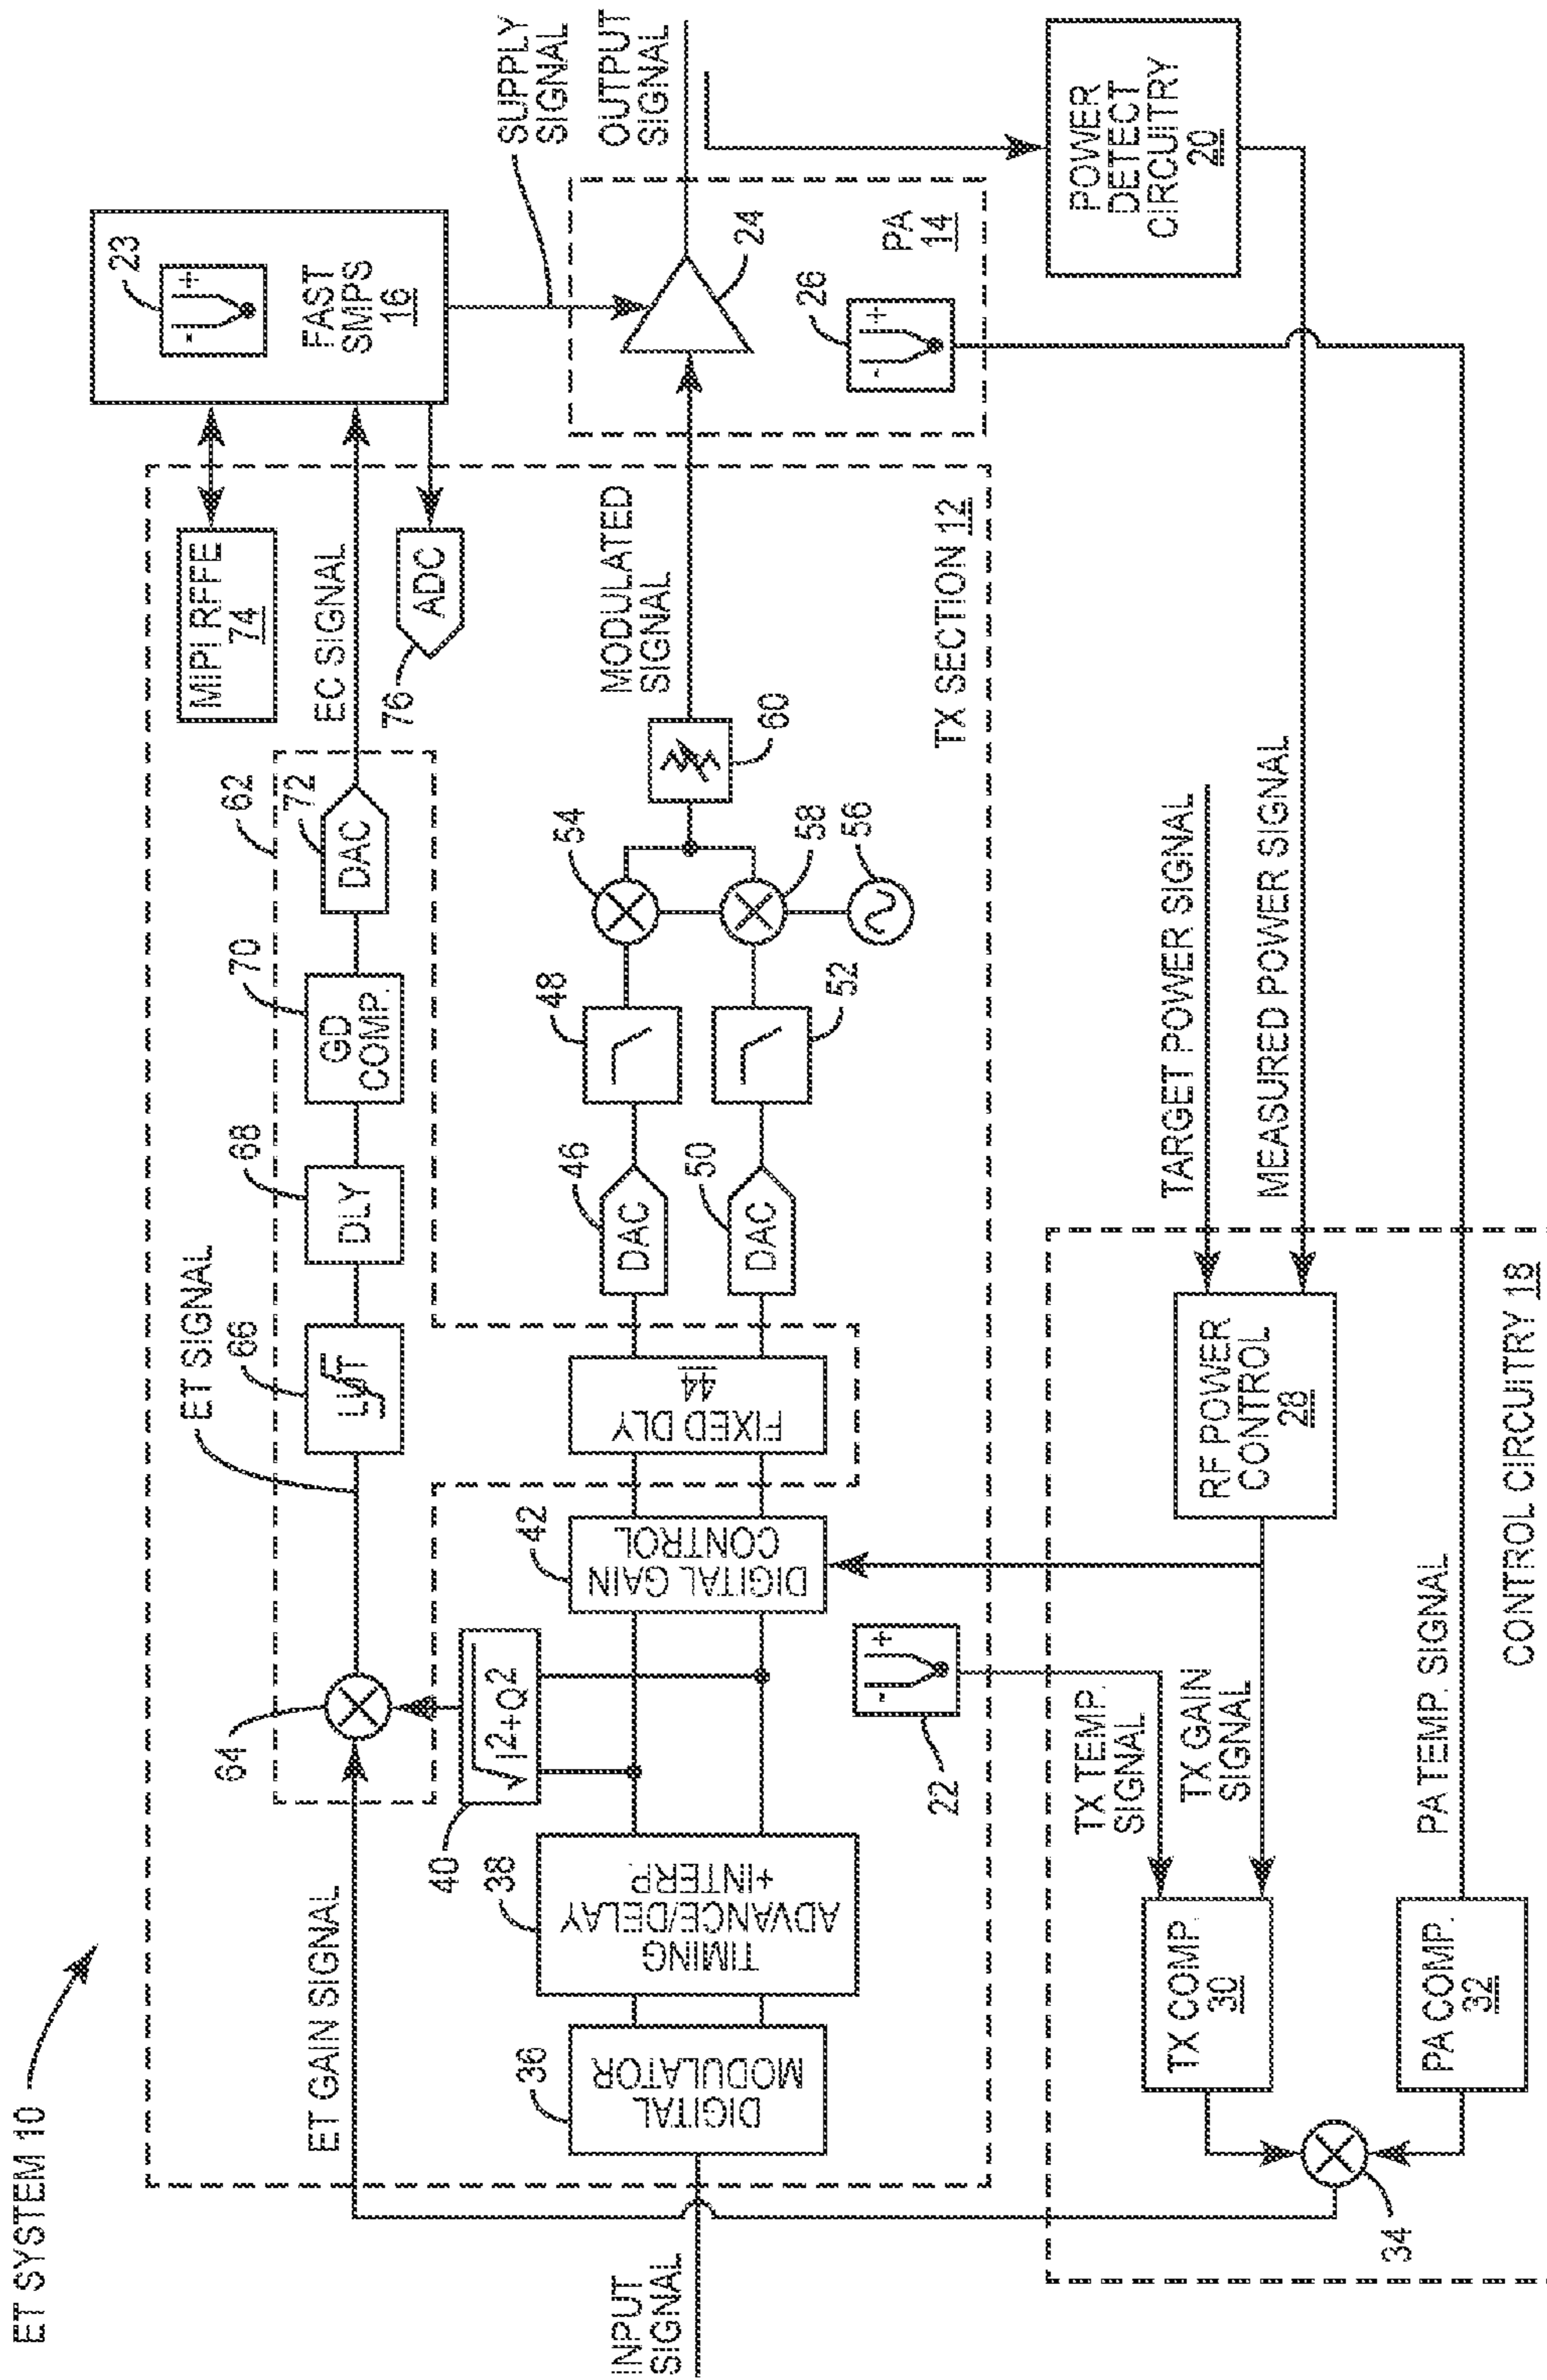 ET SYSTEM 10
INPUT
SIGNAL
ET GAIN SIGNAL
64
ET SIGNAL
66
LUT
68
DLY
70
GD
COMP.
62
72
DAC
EC SIGNAL
MIPI RFFE
74
76
ADC
23
- +
FAST
SMPS
16
SUPPLY
SIGNAL
OUTPUT
SIGNAL
36
DIGITAL
MODULATOR
38
TIMING
ADVANCE/DELAY
+INTERP.
40
√I2+Q2
42
DIGITAL GAIN
CONTROL
FIXED DLY
44
46
DAC
50
DAC
48
52
54
58
56
60
MODULATED
SIGNAL
TX SECTION 12
24
PA
14
26
- +
22
- +
POWER
DETECT
CIRCUITRY
20
TARGET POWER SIGNAL
MEASURED POWER SIGNAL
RF POWER
CONTROL
28
TX TEMP.
SIGNAL
TX GAIN
SIGNAL
PA TEMP. SIGNAL
TX COMP.
30
PA COMP.
32
34
CONTROL CIRCUITRY 18